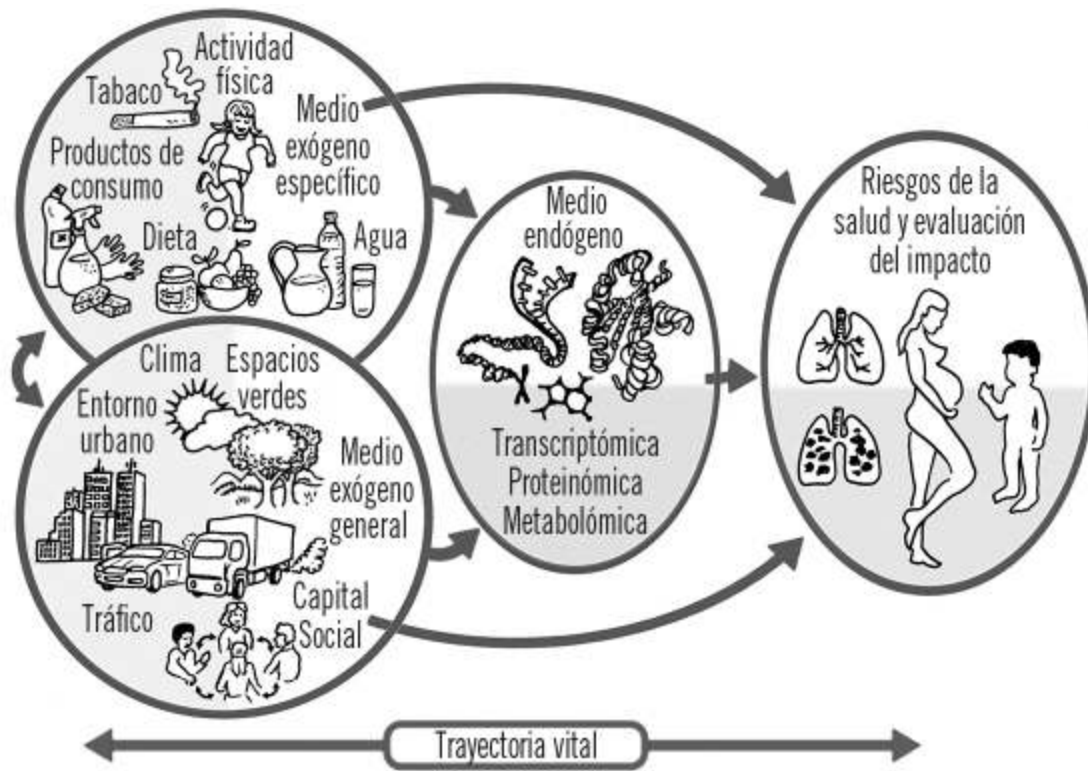 Actividad
física
Tabaco
Medio
exógeno
específico
Productos de
consumo
Dieta
Agua
Clima
Espacios
verdes
Entorno
urbano
Medio
exógeno
general
Tráfico
Capital
Social
Medio
endógeno
Transcriptómica
Proteinómica
Metabolómica
Riesgos de la
salud y evaluación
del impacto
Trayectoria vital